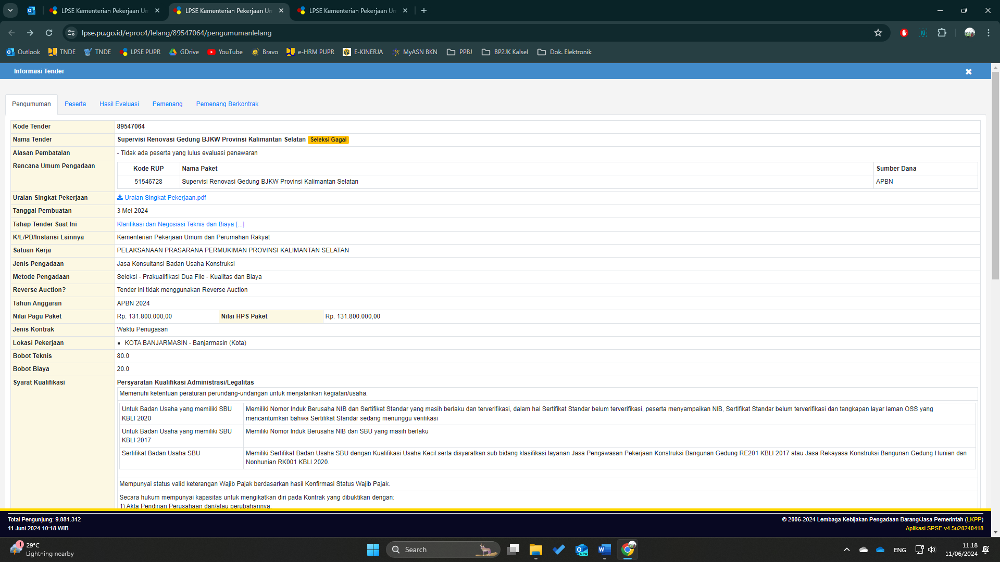 LPSE Kementerian Pekerjaan Un
LPSE Kementerian Pekerjaan Un
LPSE Kementerian Pekerjaan Un
lpse.pu.go.id/eproc4/lelang/89547064/pengumumanlelang
Outlook TNDE TNDE LPSE PUPR GDrive YouTube Bravo e-HRM PUPR E-KINERJA MyASN BKN PPBJ BP2JK Kalsel Dok. Elektronik
Informasi Tender
Pengumuman Peserta Hasil Evaluasi Pemenang Pemenang Berkontrak
Kode Tender 89547064
Nama Tender Supervisi Renovasi Gedung BJKW Provinsi Kalimantan Selatan Seleksi Gagal
Alasan Pembatalan - Tidak ada peserta yang lulus evaluasi penawaran
Rencana Umum Pengadaan
Kode RUP Nama Paket Sumber Dana
51546728 Supervisi Renovasi Gedung BJKW Provinsi Kalimantan Selatan APBN
Uraian Singkat Pekerjaan Uraian Singkat Pekerjaan.pdf
Tanggal Pembuatan 3 Mei 2024
Tahap Tender Saat Ini Klarifikasi dan Negosiasi Teknis dan Biaya [...]
K/L/PD/Instansi Lainnya Kementerian Pekerjaan Umum dan Perumahan Rakyat
Satuan Kerja PELAKSANAAN PRASARANA PERMUKIMAN PROVINSI KALIMANTAN SELATAN
Jenis Pengadaan Jasa Konsultansi Badan Usaha Konstruksi
Metode Pengadaan Seleksi - Prakualifikasi Dua File - Kualitas dan Biaya
Reverse Auction? Tender ini tidak menggunakan Reverse Auction
Tahun Anggaran APBN 2024
Nilai Pagu Paket Rp. 131.800.000,00 Nilai HPS Paket Rp. 131.800.000,00
Jenis Kontrak Waktu Penugasan
Lokasi Pekerjaan ▪ KOTA BANJARMASIN - Banjarmasin (Kota)
Bobot Teknis 80.0
Bobot Biaya 20.0
Syarat Kualifikasi Persyaratan Kualifikasi Administrasi/Legalitas
Memenuhi ketentuan peraturan perundang-undangan untuk menjalankan kegiatan/usaha.
Untuk Badan Usaha yang memiliki SBU
KBLI 2020
Memiliki Nomor Induk Berusaha NIB dan Sertifikat Standar yang masih berlaku dan terverifikasi, dalam hal Sertifikat Standar belum terverifikasi, peserta menyampaikan NIB, Sertifikat Standar belum terverifikasi dan tangkapan layar laman OSS yang
mencantumkan bahwa Sertifikat Standar sedang menunggu verifikasi
Untuk Badan Usaha yang memiliki SBU
KBLI 2017
Memiliki Nomor Induk Berusaha NIB dan SBU yang masih berlaku
Sertifikat Badan Usaha SBU
Memiliki Sertifikat Badan Usaha SBU dengan Kualifikasi Usaha Kecil serta disyaratkan sub bidang klasifikasi layanan Jasa Pengawasan Pekerjaan Konstruksi Bangunan Gedung RE201 KBLI 2017 atau Jasa Rekayasa Konstruksi Bangunan Gedung Hunian dan
Nonhunian RK001 KBLI 2020.
Mempunyai status valid keterangan Wajib Pajak berdasarkan hasil Konfirmasi Status Wajib Pajak.
Secara hukum mempunyai kapasitas untuk mengikatkan diri pada Kontrak yang dibuktikan dengan:
1) Akta Pendirian Perusahaan dan/atau perubahannya;
Total Pengunjung: 9.881.312
11 Juni 2024 10:18 WIB
© 2006-2024 Lembaga Kebijakan Pengadaan Barang/Jasa Pemerintah (LKPP)
Aplikasi SPSE v4.5u20240418
1
29°C
Lightning nearby
Search
NEW
ENG
11.18
11/06/2024